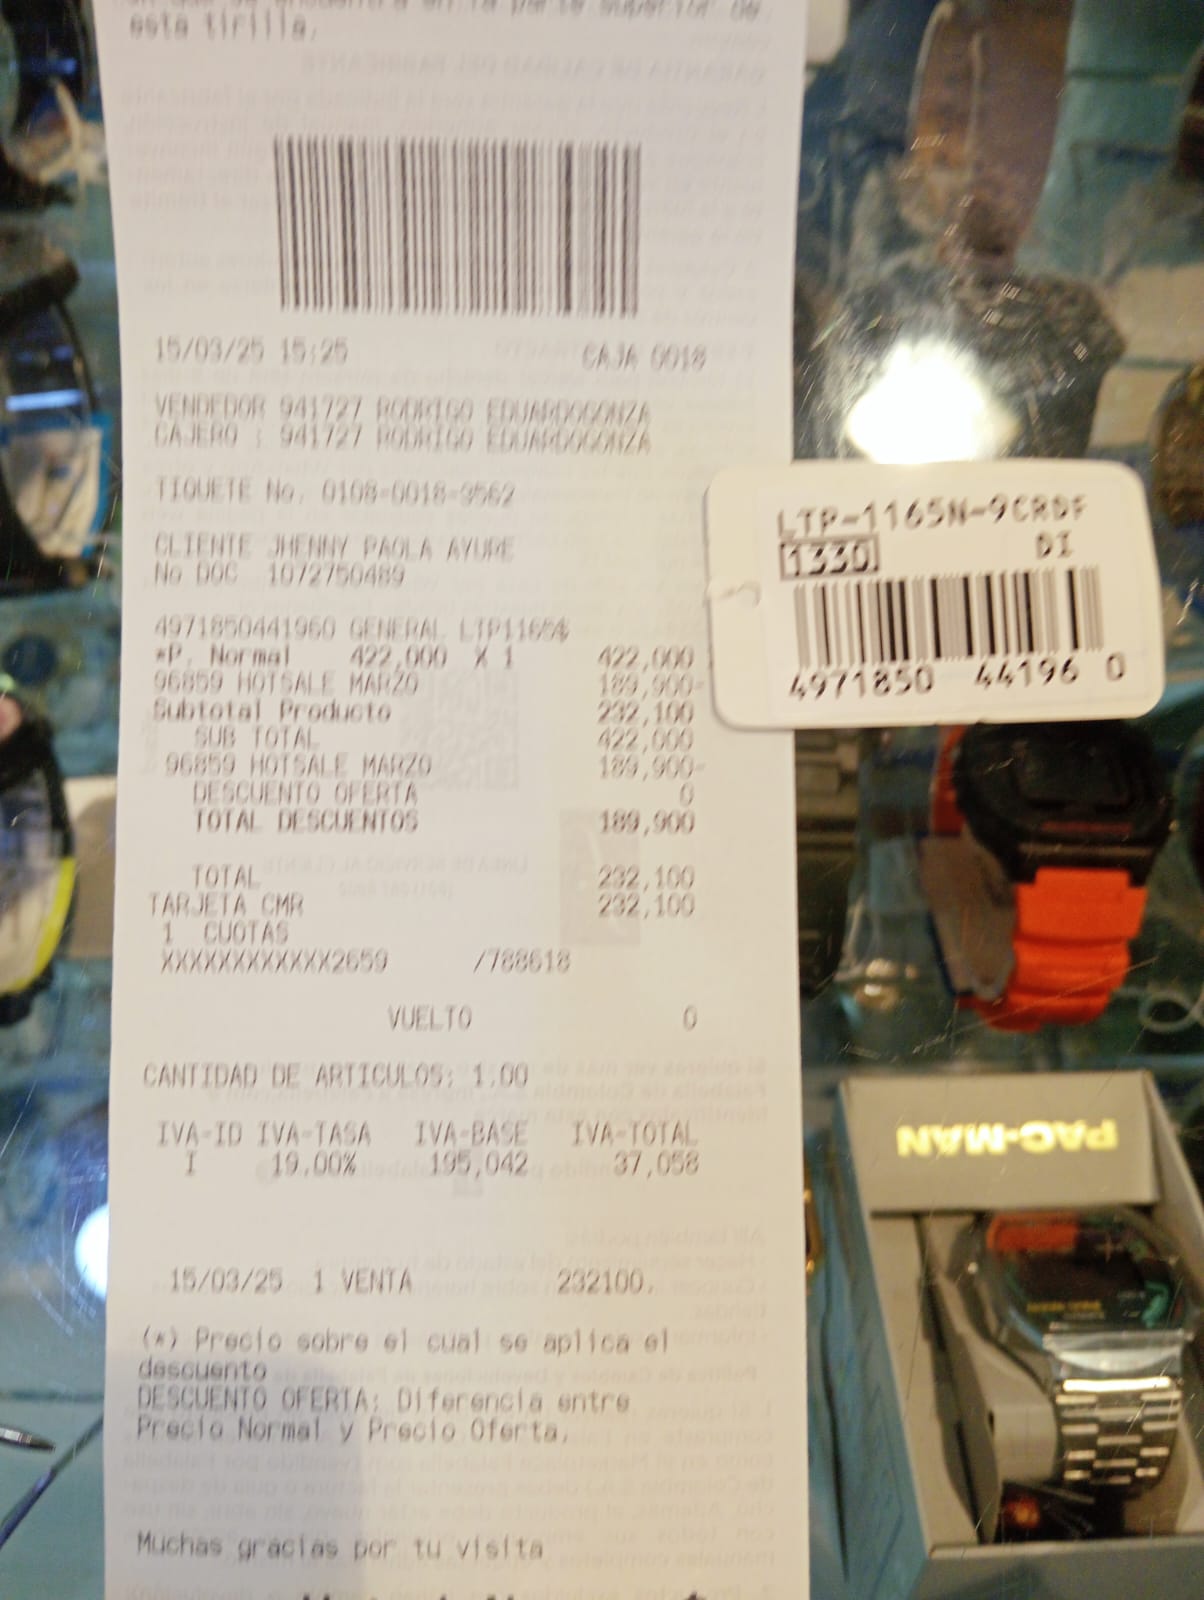 esta tirilla.
15/03/25 15:25 CAJA 0018
VENDEDOR 941727 RODRIGO EDUARDOGONZA
CAJERO : 941727 RODRIGO EDUARDOGONZA
TIQUETE No. 0108-0018-9562
CLIENTE JHENNY PAOLA AYURE
No DOC 1072750489
4971850441960 GENERAL LTP1165$
*P. Normal 422,000 X 1 422,000
96859 HOTSALE MARZO 189,900-
Subtotal Producto 232,100
SUB TOTAL 422,000
96859 HOTSALE MARZO 189,900-
DESCUENTO OFERTA 0
TOTAL DESCUENTOS 189,900
TOTAL 232,100
TARJETA CMR 232,100
1 CUOTAS
XXXXXXXXXXXX2659 /788618
VUELTO 0
CANTIDAD DE ARTICULOS: 1.00
IVA-ID IVA-TASA IVA-BASE IVA-TOTAL
I 19.00% 195,042 37,058
15/03/25 1 VENTA 232100.
(*) Precio sobre el cual se aplica el
descuento
DESCUENTO OFERTA: Diferencia entre
Precio Normal y Precio Oferta.
Muchas gracias por tu visita
LTP-1165N-9CRDF
1330 DI
4971850 44196 0
PAC-MAN